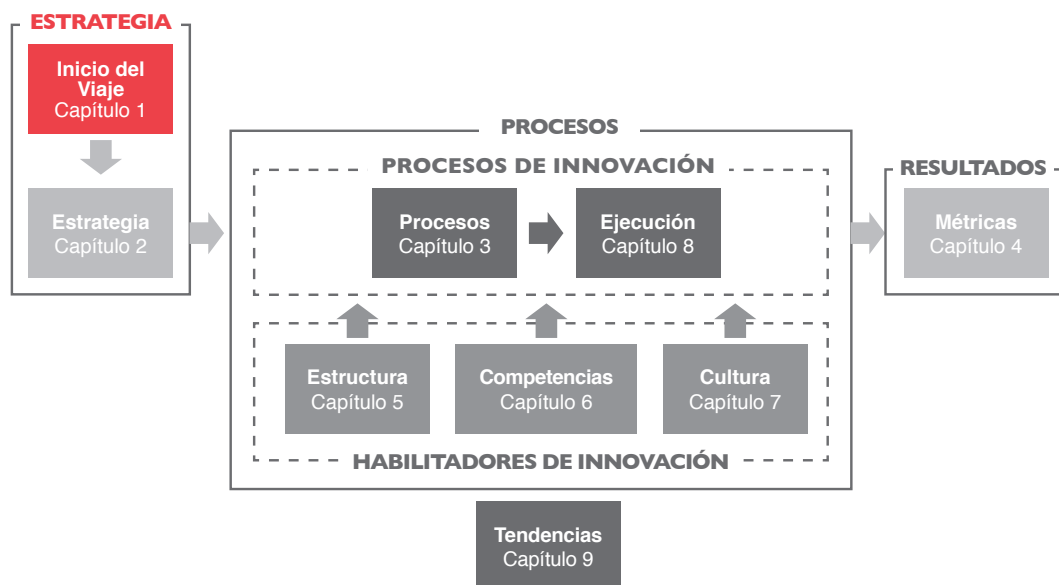 ESTRATEGIA
Inicio del
Viaje
Capítulo 1
Estrategia
Capítulo 2
PROCESOS
PROCESOS DE INNOVACIÓN
Procesos
Capítulo 3
Ejecución
Capítulo 8
Estructura
Capítulo 5
Competencias
Capítulo 6
Cultura
Capítulo 7
HABILITADORES DE INNOVACIÓN
RESULTADOS
Métricas
Capítulo 4
Tendencias
Capítulo 9